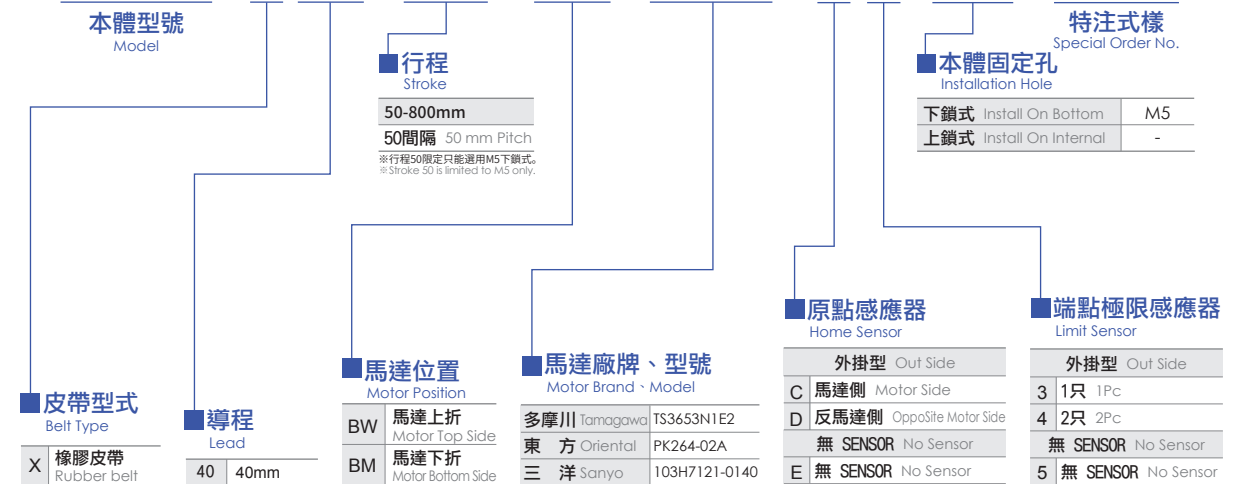 本體型號
Model
特注式樣
Special Order No.
■行程
Stroke
50-800mm
50間隔 50 mm Pitch
※行程50限定只能選用M5下鎖式。
※Stroke 50 is limited to M5 only.
■本體固定孔
Installation Hole
下鎖式 Install On Bottom M5
上鎖式 Install On Internal -
■皮帶型式
Belt Type
X 橡膠皮帶
Rubber belt
■導程
Lead
40 40mm
■馬達位置
Motor Position
BW 馬達上折
Motor Top Side
BM 馬達下折
Motor Bottom Side
■馬達廠牌、型號
Motor Brand、Model
多摩川 Tamagawa TS3653N1E2
東 方 Oriental PK264-02A
三 洋 Sanyo 103H7121-0140
■原點感應器
Home Sensor
外掛型 Out Side
C 馬達側 Motor Side
D 反馬達側 OppoSite Motor Side
無 SENSOR No Sensor
E 無 SENSOR No Sensor
■端點極限感應器
Limit Sensor
外掛型 Out Side
3 1只 1Pc
4 2只 2Pc
無 SENSOR No Sensor
5 無 SENSOR No Sensor